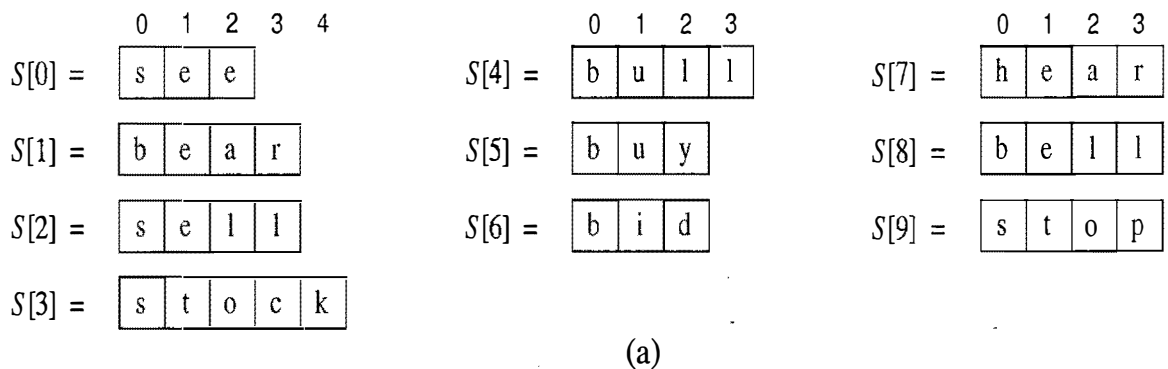 0 1 2 3 4
S[0] = s e e
S[1] = b e a r
S[2] = s e l l
S[3] = s t o c k
0 1 2 3
S[4] = b u l l
S[5] = b u y
S[6] = b i d
0 1 2 3
S[7] = h e a r
S[8] = b e l l
S[9] = s t o p
(a)